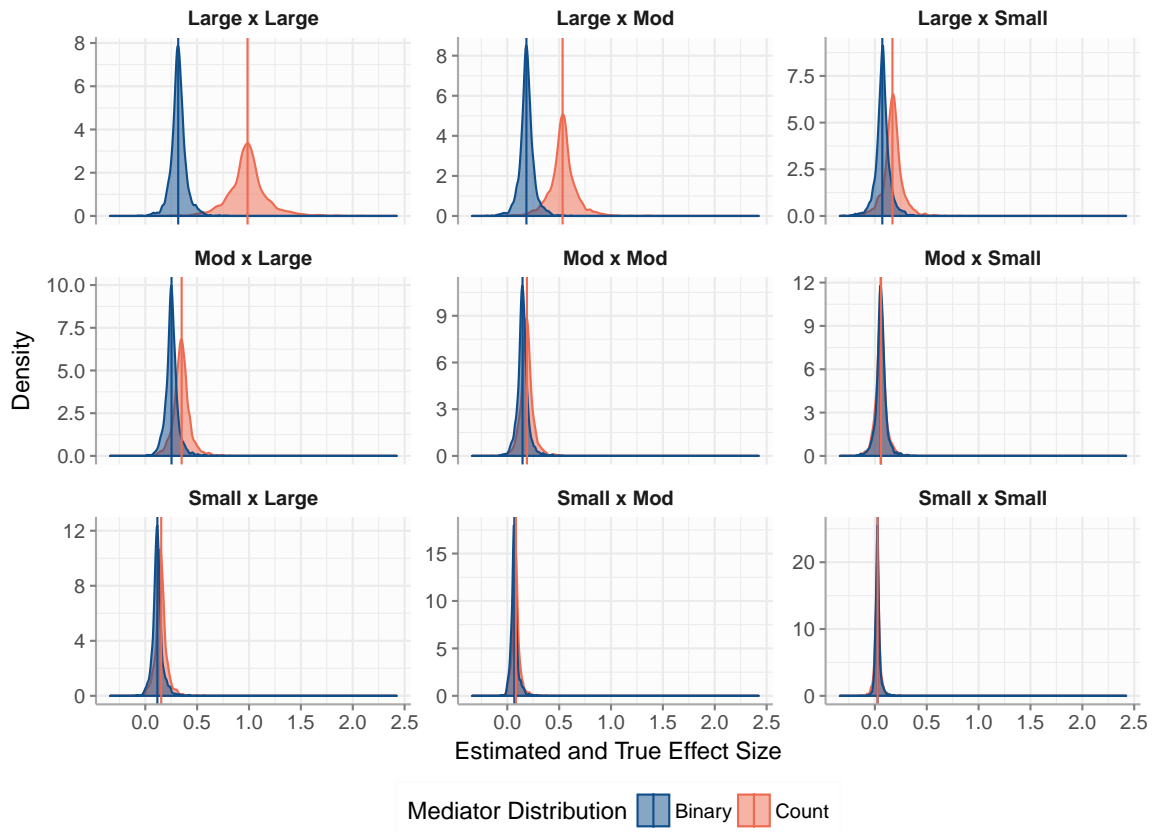 Large x Large
Large x Mod
Large x Small
8
6
4
2
0
8
6
4
2
0
7.5
5.0
2.5
0.0
Mod x Large
Mod x Mod
Mod x Small
10.0
7.5
5.0
2.5
0.0
9
6
3
0
12
9
6
3
0
Density
Small x Large
Small x Mod
Small x Small
12
8
4
0
15
10
5
0
20
10
0
0.0 0.5 1.0 1.5 2.0 2.5
0.0 0.5 1.0 1.5 2.0 2.5
0.0 0.5 1.0 1.5 2.0 2.5
Estimated and True Effect Size
Mediator Distribution Binary Count